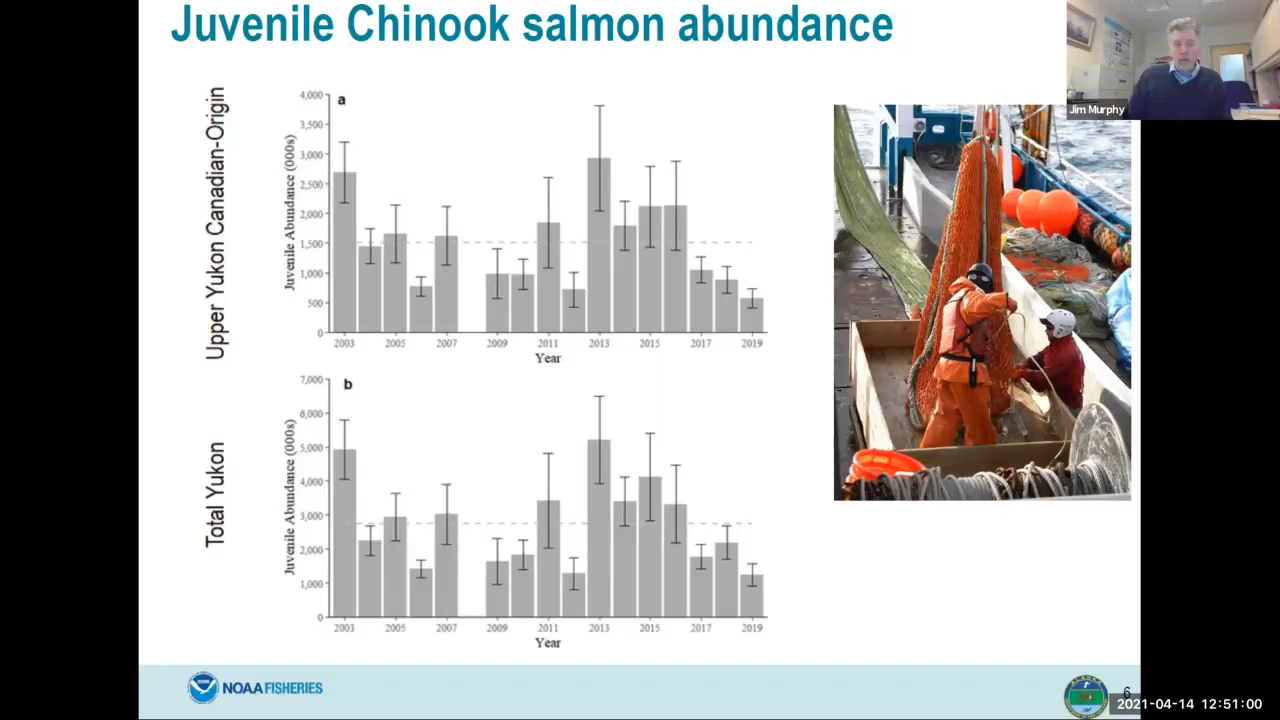 Juvenile Chinook salmon abundance
Jim Murphy
Upper Yukon Canadian-Origin
a
Juvenile Abundance (000s)
4,000
3,500
3,000
2,500
2,000
1,500
1,000
500
0
2003 2005 2007 2009 2011 2013 2015 2017 2019
Year
Total Yukon
b
Juvenile Abundance (000s)
7,000
6,000
5,000
4,000
3,000
2,000
1,000
0
2003 2005 2007 2009 2011 2013 2015 2017 2019
Year
NOAA FISHERIES
ALASKA
6
2021-04-14 12:51:00